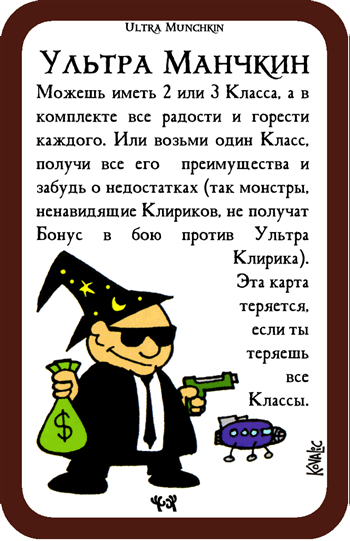 Ultra Munchkin
Ультра Манчкин
Можешь иметь 2 или 3 Класса, а в
комплекте все радости и горести
каждого. Или возьми один Класс,
получи все его преимущества и
забудь о недостатках (так монстры,
ненавидящие Клириков, не получат
Бонус в бою против Ультра
Клирика).
Эта карта
теряется,
если ты
теряешь
все
Классы.
$
KOVALIC